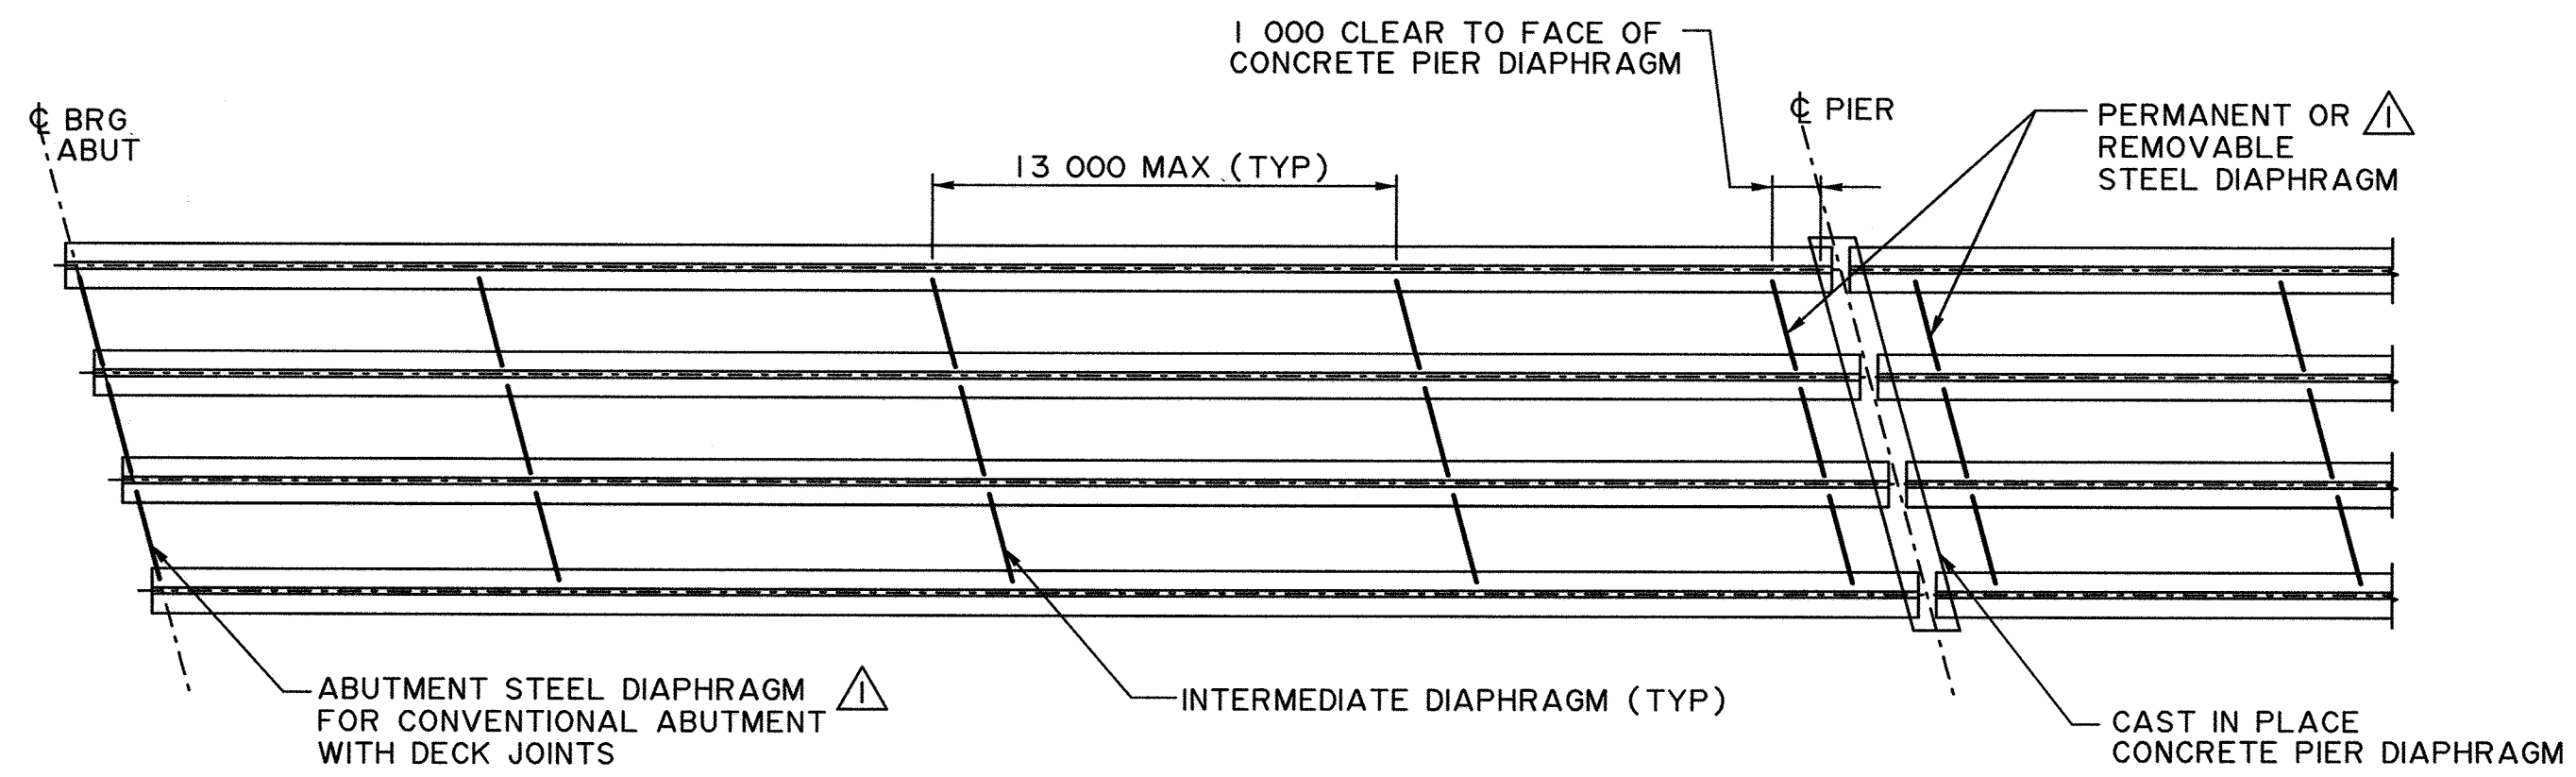 1 000 CLEAR TO FACE OF
CONCRETE PIER DIAPHRAGM
℄ BRG
ABUT
13 000 MAX (TYP)
℄ PIER
PERMANENT OR 1
REMOVABLE
STEEL DIAPHRAGM
ABUTMENT STEEL DIAPHRAGM 1
FOR CONVENTIONAL ABUTMENT
WITH DECK JOINTS
INTERMEDIATE DIAPHRAGM (TYP)
CAST IN PLACE
CONCRETE PIER DIAPHRAGM